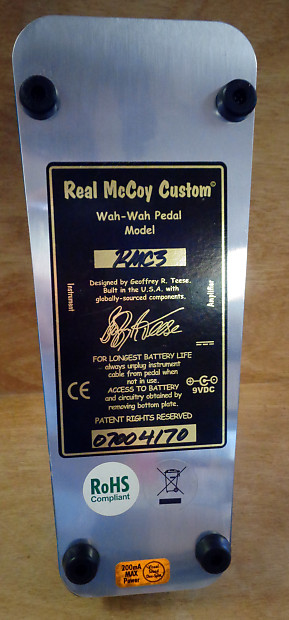 Real McCoy Custom©
Wah-Wah Pedal
Model
RMC3
Instrument
Amplifier
Designed by Geoffrey R. Teese.
Built in the U.S.A. with
globally-sourced components.
FOR LONGEST BATTERY LIFE
always unplug instrument
cable from pedal when
not in use.
ACCESS TO BATTERY
and circuitry obtained by
removing bottom plate.
CE
9VDC
PATENT RIGHTS RESERVED
07004170
RoHS
Compliant
200mA
MAX
Power